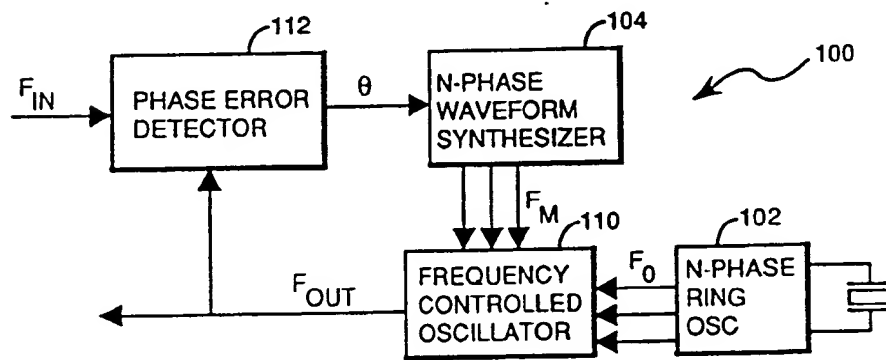 112
104
100
F_IN
PHASE ERROR
DETECTOR
θ
N-PHASE
WAVEFORM
SYNTHESIZER
F_M
110
102
F_OUT
FREQUENCY
CONTROLLED
OSCILLATOR
F_0
N-PHASE
RING
OSC